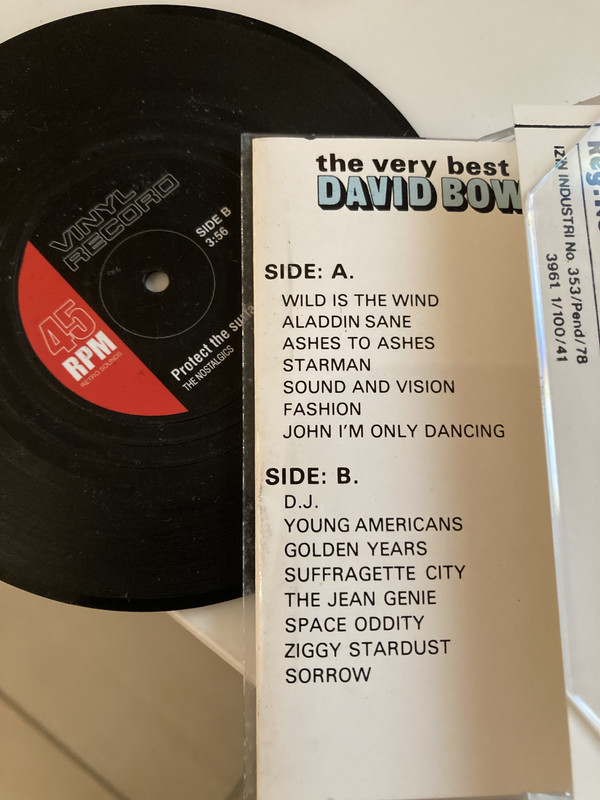 VINYL
RECORD
SIDE B
3:56
45
RPM
RETRO SOUNDS
Protect the
THE NOSTALGICS
the very best
DAVID BOW
SIDE: A.
WILD IS THE WIND
ALADDIN SANE
ASHES TO ASHES
STARMAN
SOUND AND VISION
FASHION
JOHN I'M ONLY DANCING
SIDE: B.
D.J.
YOUNG AMERICANS
GOLDEN YEARS
SUFFRAGETTE CITY
THE JEAN GENIE
SPACE ODDITY
ZIGGY STARDUST
SORROW
IZIN INDUSTRI No. 353/Pend/78
3961. 1/100/41